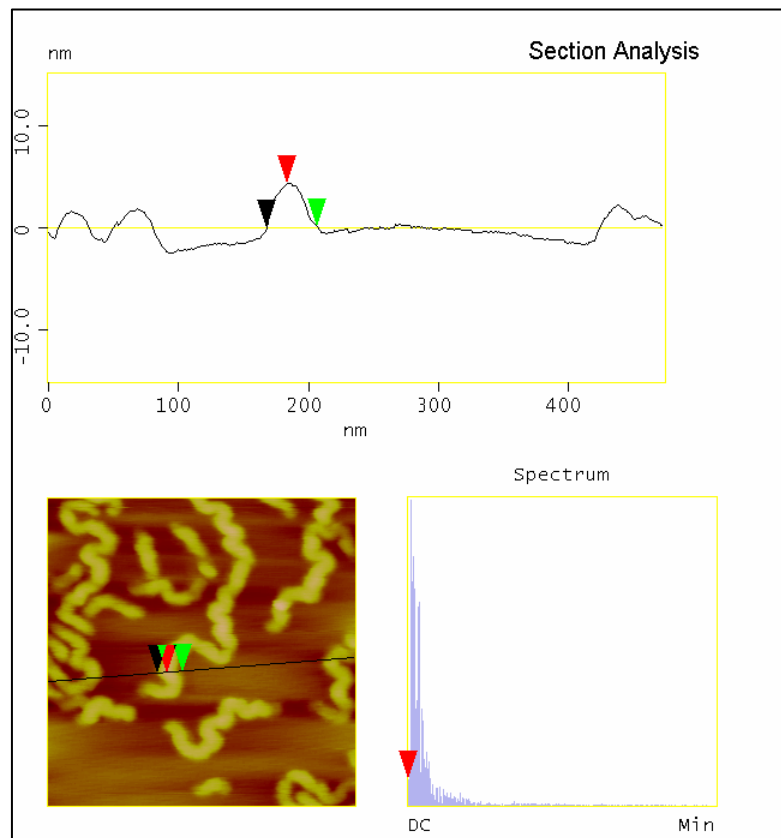 nm
Section Analysis
10.0
0
-10.0
0 100 200 300 400
nm
Spectrum
DC Min